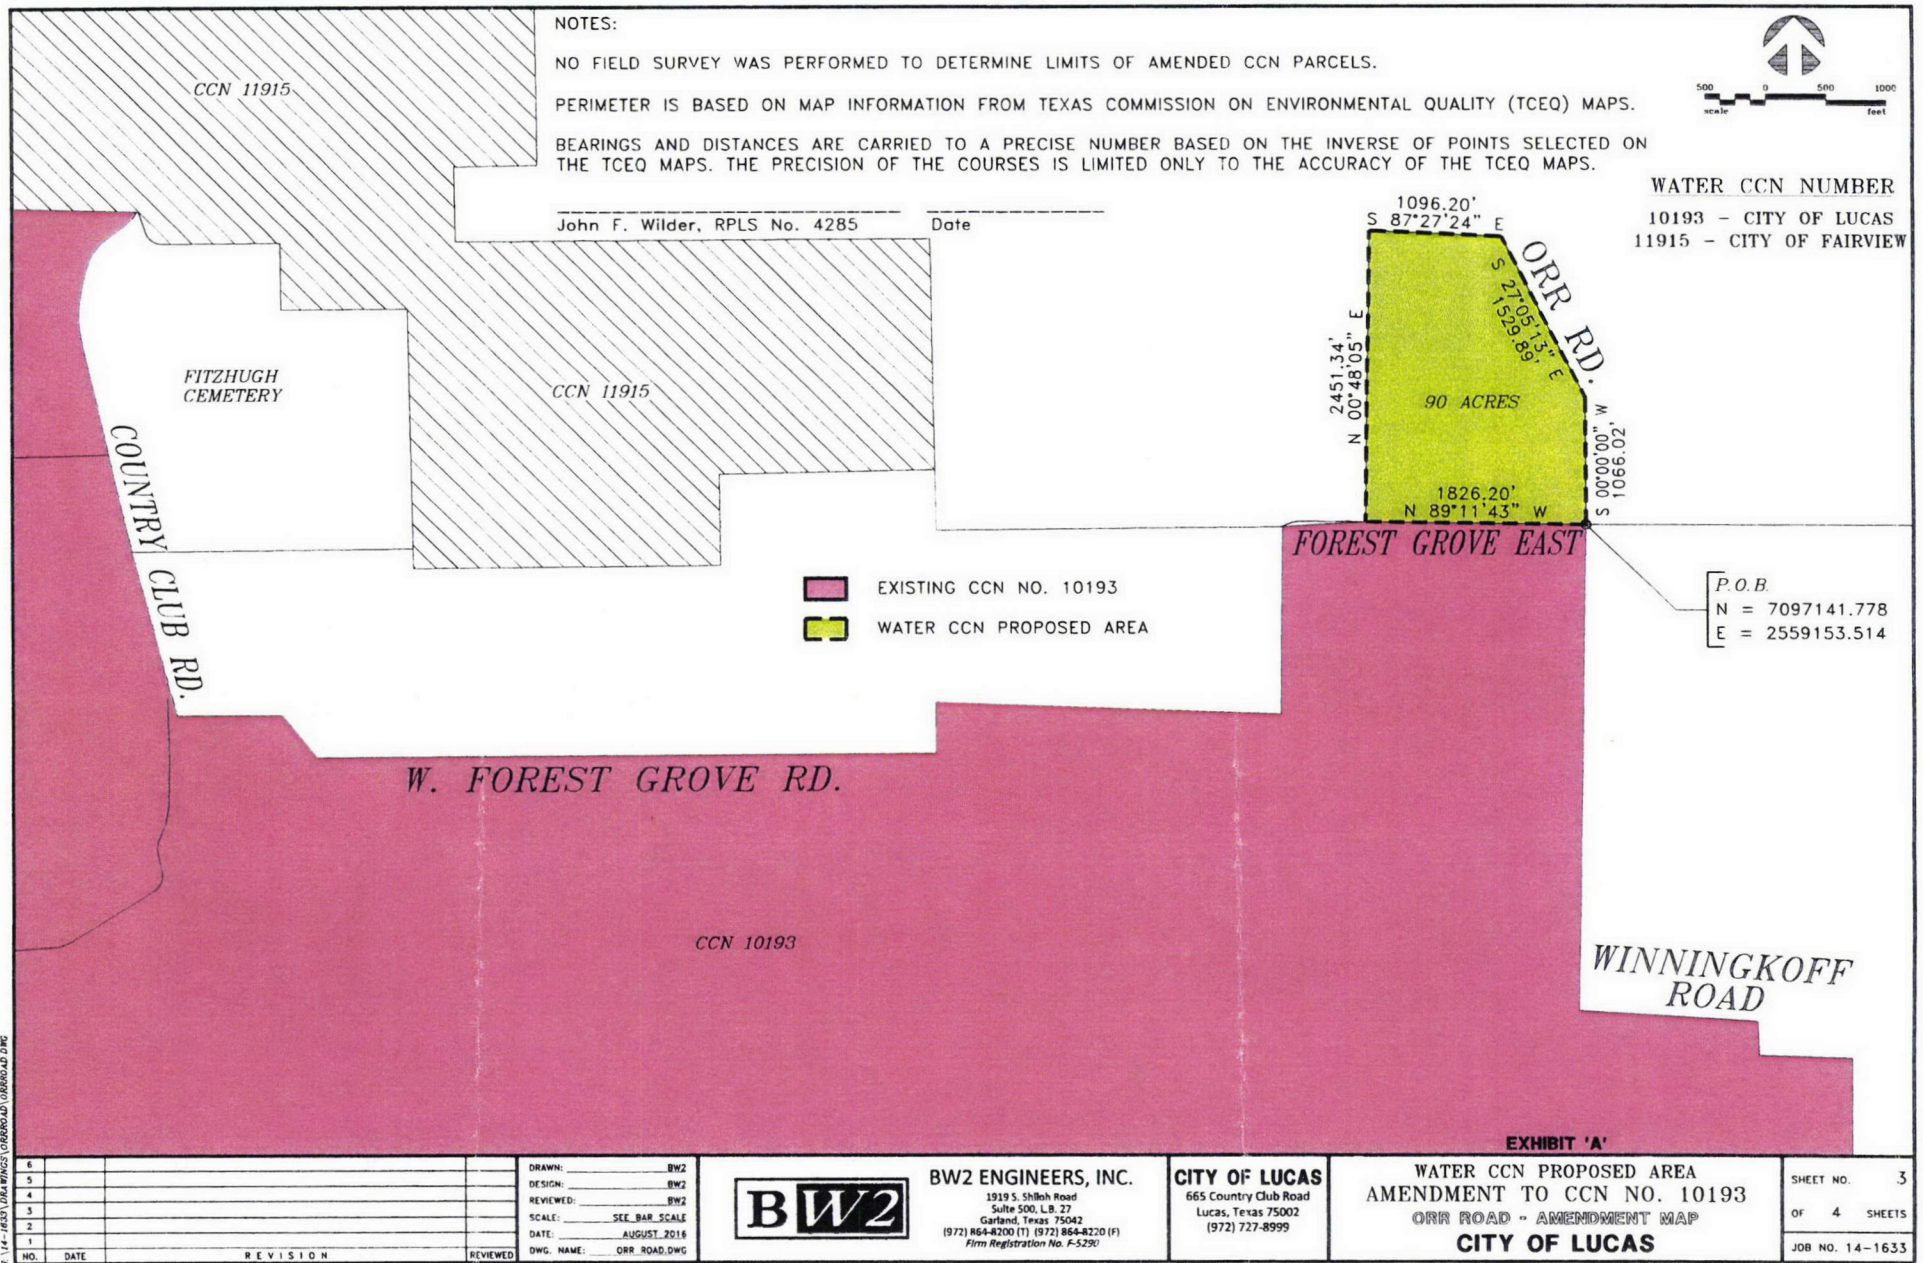 NOTES:
NO FIELD SURVEY WAS PERFORMED TO DETERMINE LIMITS OF AMENDED CCN PARCELS.
PERIMETER IS BASED ON MAP INFORMATION FROM TEXAS COMMISSION ON ENVIRONMENTAL QUALITY (TCEQ) MAPS.
BEARINGS AND DISTANCES ARE CARRIED TO A PRECISE NUMBER BASED ON THE INVERSE OF POINTS SELECTED ON
THE TCEQ MAPS. THE PRECISION OF THE COURSES IS LIMITED ONLY TO THE ACCURACY OF THE TCEQ MAPS.
John F. Wilder, RPLS No. 4285
Date
500 0 500 1000
scale feet
WATER CCN NUMBER
10193 - CITY OF LUCAS
11915 - CITY OF FAIRVIEW
CCN 11915
FITZHUGH
CEMETERY
CCN 11915
COUNTRY CLUB RD.
1096.20'
S 87°27'24" E
ORR RD.
S 27°05'13" E
1529.89'
2451.34'
N 00°48'05" E
90 ACRES
S 00°00'00" W
1066.02'
1826.20'
N 89°11'43" W
FOREST GROVE EAST
P.O.B.
N = 7097141.778
E = 2559153.514
EXISTING CCN NO. 10193
WATER CCN PROPOSED AREA
W. FOREST GROVE RD.
CCN 10193
WINNINGKOFF
ROAD
EXHIBIT 'A'
\14-1633\DRAWINGS\ORRROAD\ORRROAD.DWG
6
5
4
3
2
1
NO. DATE REVISION REVIEWED
DRAWN: BW2
DESIGN: BW2
REVIEWED: BW2
SCALE: SEE BAR SCALE
DATE: AUGUST 2016
DWG. NAME: ORR ROAD.DWG
BW2
BW2 ENGINEERS, INC.
1919 S. Shiloh Road
Suite 500, L.B. 27
Garland, Texas 75042
(972) 864-8200 (T) (972) 864-8220 (F)
Firm Registration No. F-5290
CITY OF LUCAS
665 Country Club Road
Lucas, Texas 75002
(972) 727-8999
WATER CCN PROPOSED AREA
AMENDMENT TO CCN NO. 10193
ORR ROAD - AMENDMENT MAP
CITY OF LUCAS
SHEET NO. 3
OF 4 SHEETS
JOB NO. 14-1633